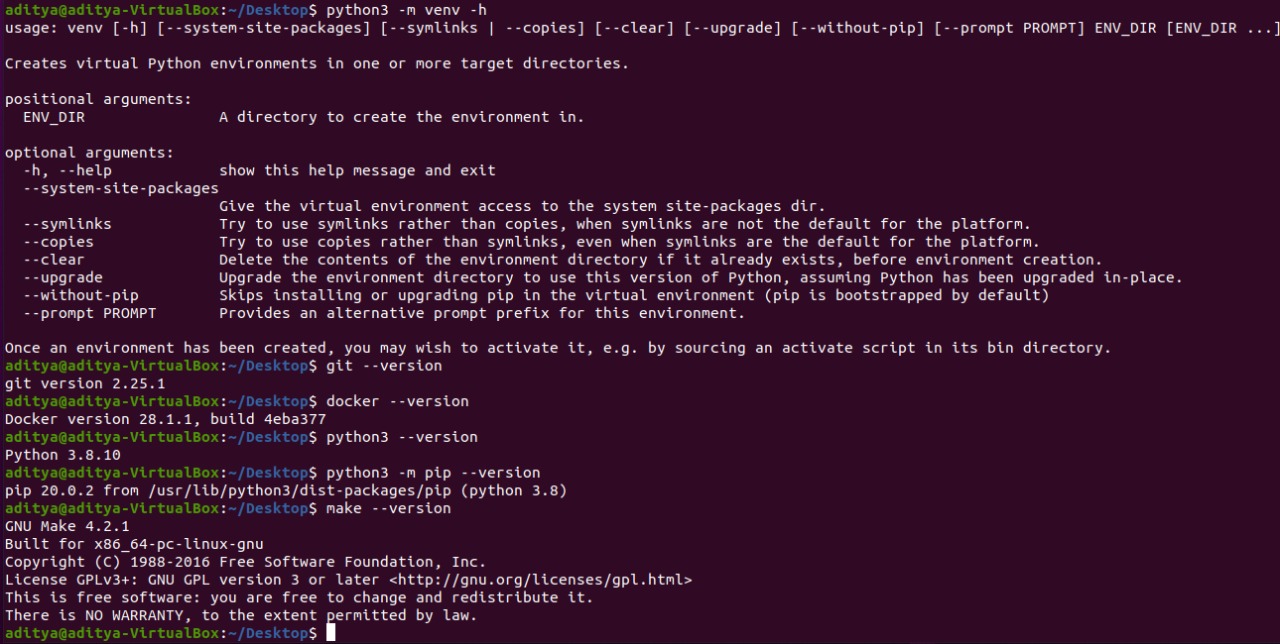 aditya@aditya-VirtualBox:~/Desktop$ python3 -m venv -h
usage: venv [-h] [--system-site-packages] [--symlinks | --copies] [--clear] [--upgrade] [--without-pip] [--prompt PROMPT] ENV_DIR [ENV_DIR ...]
Creates virtual Python environments in one or more target directories.
positional arguments:
  ENV_DIR               A directory to create the environment in.
optional arguments:
  -h, --help            show this help message and exit
  --system-site-packages
                        Give the virtual environment access to the system site-packages dir.
  --symlinks            Try to use symlinks rather than copies, when symlinks are not the default for the platform.
  --copies              Try to use copies rather than symlinks, even when symlinks are the default for the platform.
  --clear               Delete the contents of the environment directory if it already exists, before environment creation.
  --upgrade             Upgrade the environment directory to use this version of Python, assuming Python has been upgraded in-place.
  --without-pip         Skips installing or upgrading pip in the virtual environment (pip is bootstrapped by default)
  --prompt PROMPT       Provides an alternative prompt prefix for this environment.
Once an environment has been created, you may wish to activate it, e.g. by sourcing an activate script in its bin directory.
aditya@aditya-VirtualBox:~/Desktop$ git --version
git version 2.25.1
aditya@aditya-VirtualBox:~/Desktop$ docker --version
Docker version 28.1.1, build 4eba377
aditya@aditya-VirtualBox:~/Desktop$ python3 --version
Python 3.8.10
aditya@aditya-VirtualBox:~/Desktop$ python3 -m pip --version
pip 20.0.2 from /usr/lib/python3/dist-packages/pip (python 3.8)
aditya@aditya-VirtualBox:~/Desktop$ make --version
GNU Make 4.2.1
Built for x86_64-pc-linux-gnu
Copyright (C) 1988-2016 Free Software Foundation, Inc.
License GPLv3+: GNU GPL version 3 or later <http://gnu.org/licenses/gpl.html>
This is free software: you are free to change and redistribute it.
There is NO WARRANTY, to the extent permitted by law.
aditya@aditya-VirtualBox:~/Desktop$